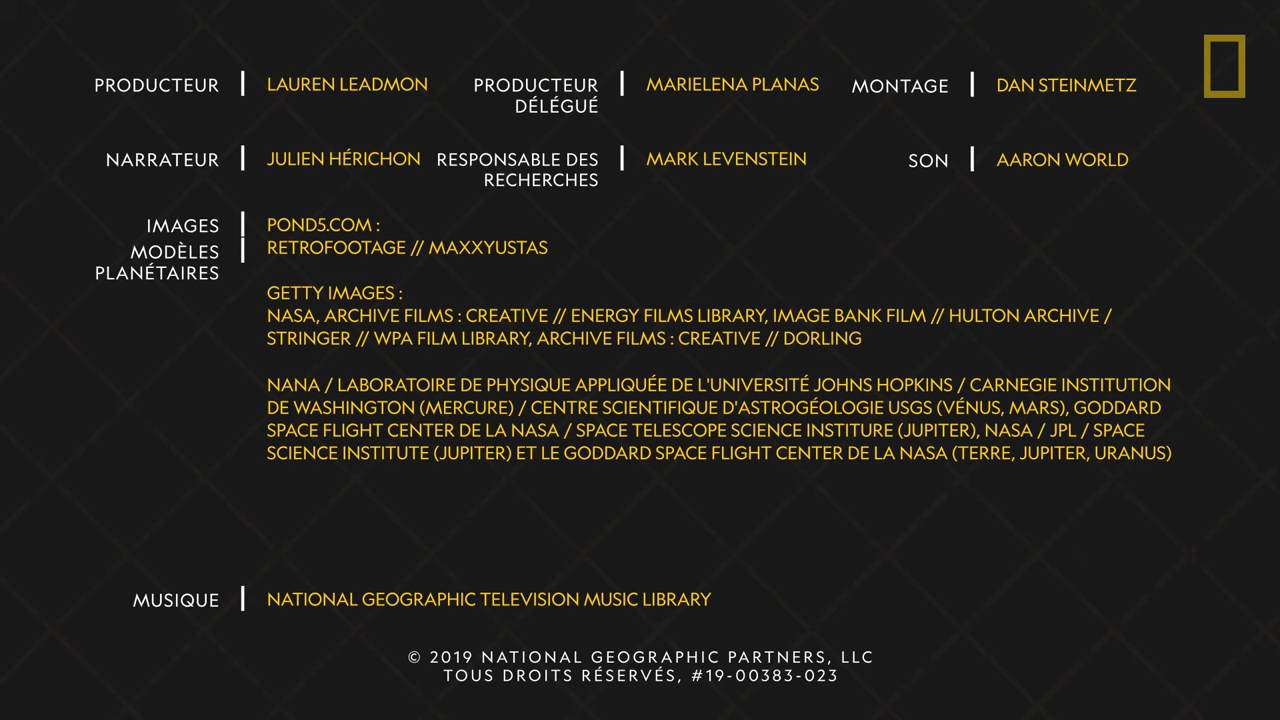 PRODUCTEUR | LAUREN LEADMON
PRODUCTEUR
DÉLÉGUÉ | MARIELENA PLANAS
MONTAGE | DAN STEINMETZ
NARRATEUR | JULIEN HÉRICHON
RESPONSABLE DES
RECHERCHES | MARK LEVENSTEIN
SON | AARON WORLD
IMAGES
MODÈLES
PLANÉTAIRES
POND5.COM :
RETROFOOTAGE // MAXXYUSTAS
GETTY IMAGES :
NASA, ARCHIVE FILMS : CREATIVE // ENERGY FILMS LIBRARY, IMAGE BANK FILM // HULTON ARCHIVE /
STRINGER // WPA FILM LIBRARY, ARCHIVE FILMS : CREATIVE // DORLING
NANA / LABORATOIRE DE PHYSIQUE APPLIQUÉE DE L'UNIVERSITÉ JOHNS HOPKINS / CARNEGIE INSTITUTION
DE WASHINGTON (MERCURE) / CENTRE SCIENTIFIQUE D'ASTROGÉOLOGIE USGS (VÉNUS, MARS), GODDARD
SPACE FLIGHT CENTER DE LA NASA / SPACE TELESCOPE SCIENCE INSTITURE (JUPITER), NASA / JPL / SPACE
SCIENCE INSTITUTE (JUPITER) ET LE GODDARD SPACE FLIGHT CENTER DE LA NASA (TERRE, JUPITER, URANUS)
MUSIQUE | NATIONAL GEOGRAPHIC TELEVISION MUSIC LIBRARY
© 2019 NATIONAL GEOGRAPHIC PARTNERS, LLC
TOUS DROITS RÉSERVÉS, #19-00383-023